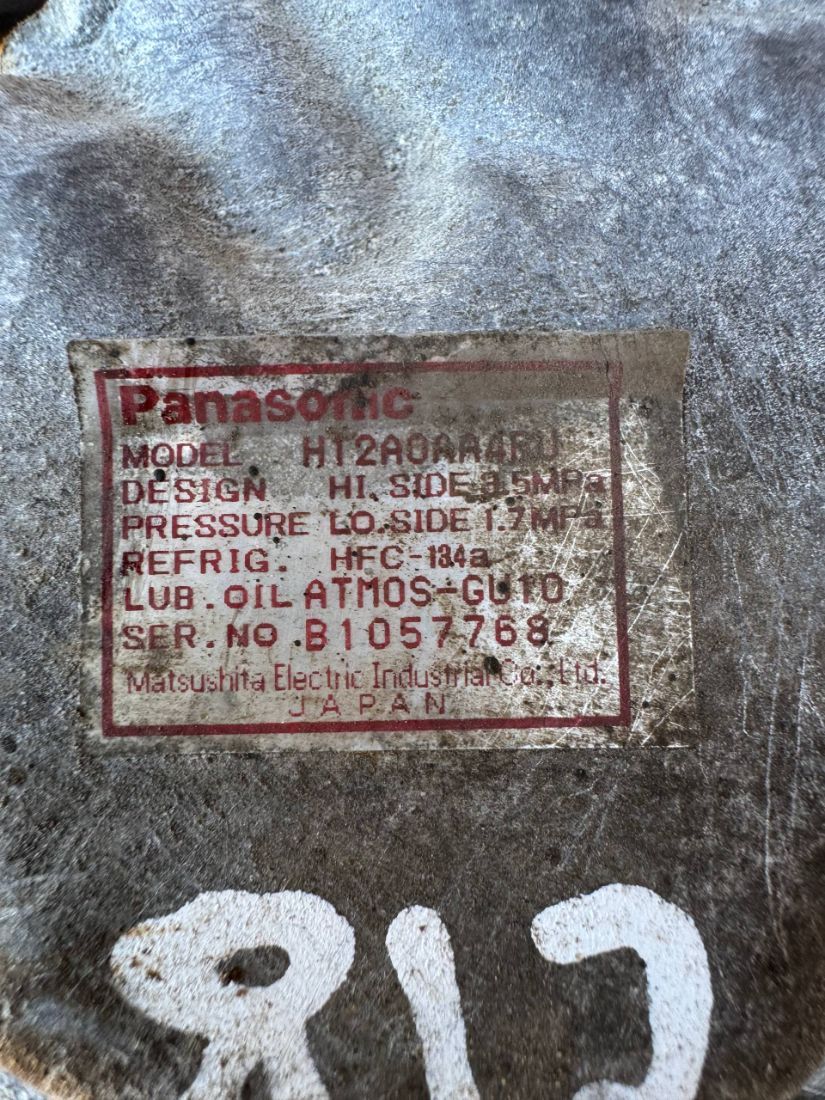 Panasonic
MODEL H12A0AA4RU
DESIGN HI. SIDE 3.5MPa
PRESSURE LO. SIDE 1.7MPa
REFRIG. HFC-134a
LUB. OIL ATMOS-GU10
SER. NO B1057768
Matsushita Electric Industrial Co., Ltd.
JAPAN